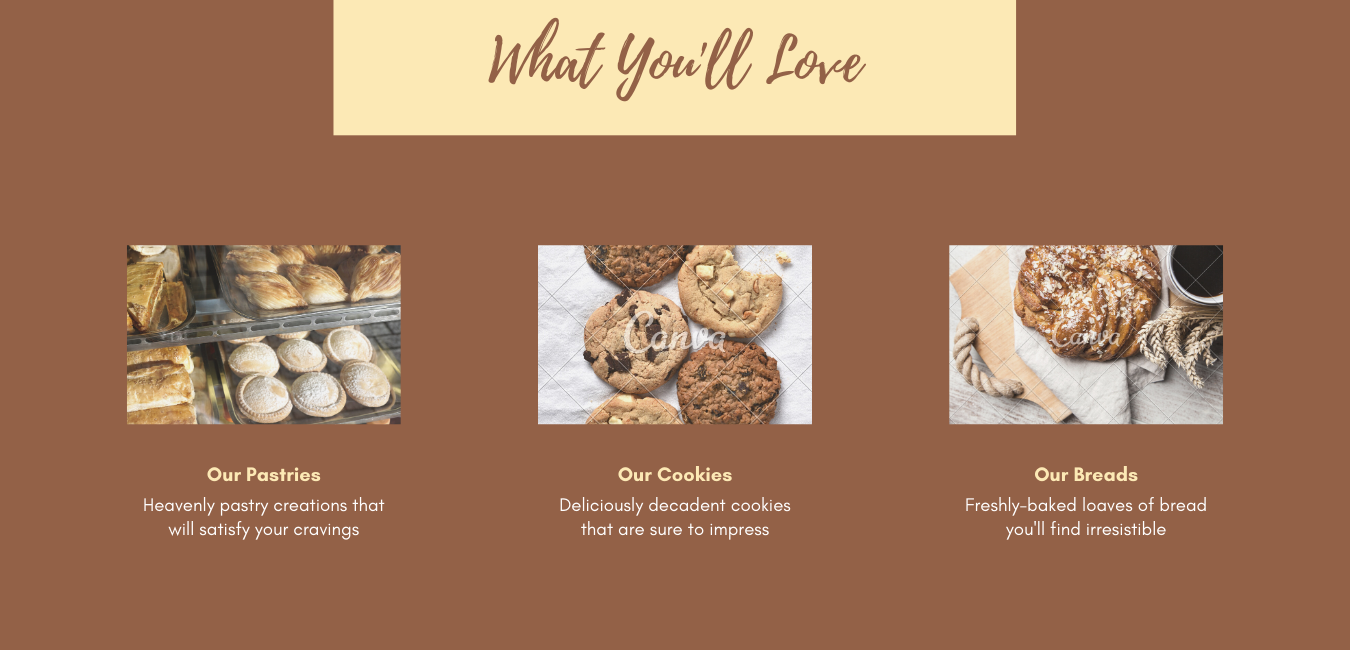 What You'll Love
Canva
Canva
Our Pastries
Heavenly pastry creations that
will satisfy your cravings
Our Cookies
Deliciously decadent cookies
that are sure to impress
Our Breads
Freshly-baked loaves of bread
you'll find irresistible